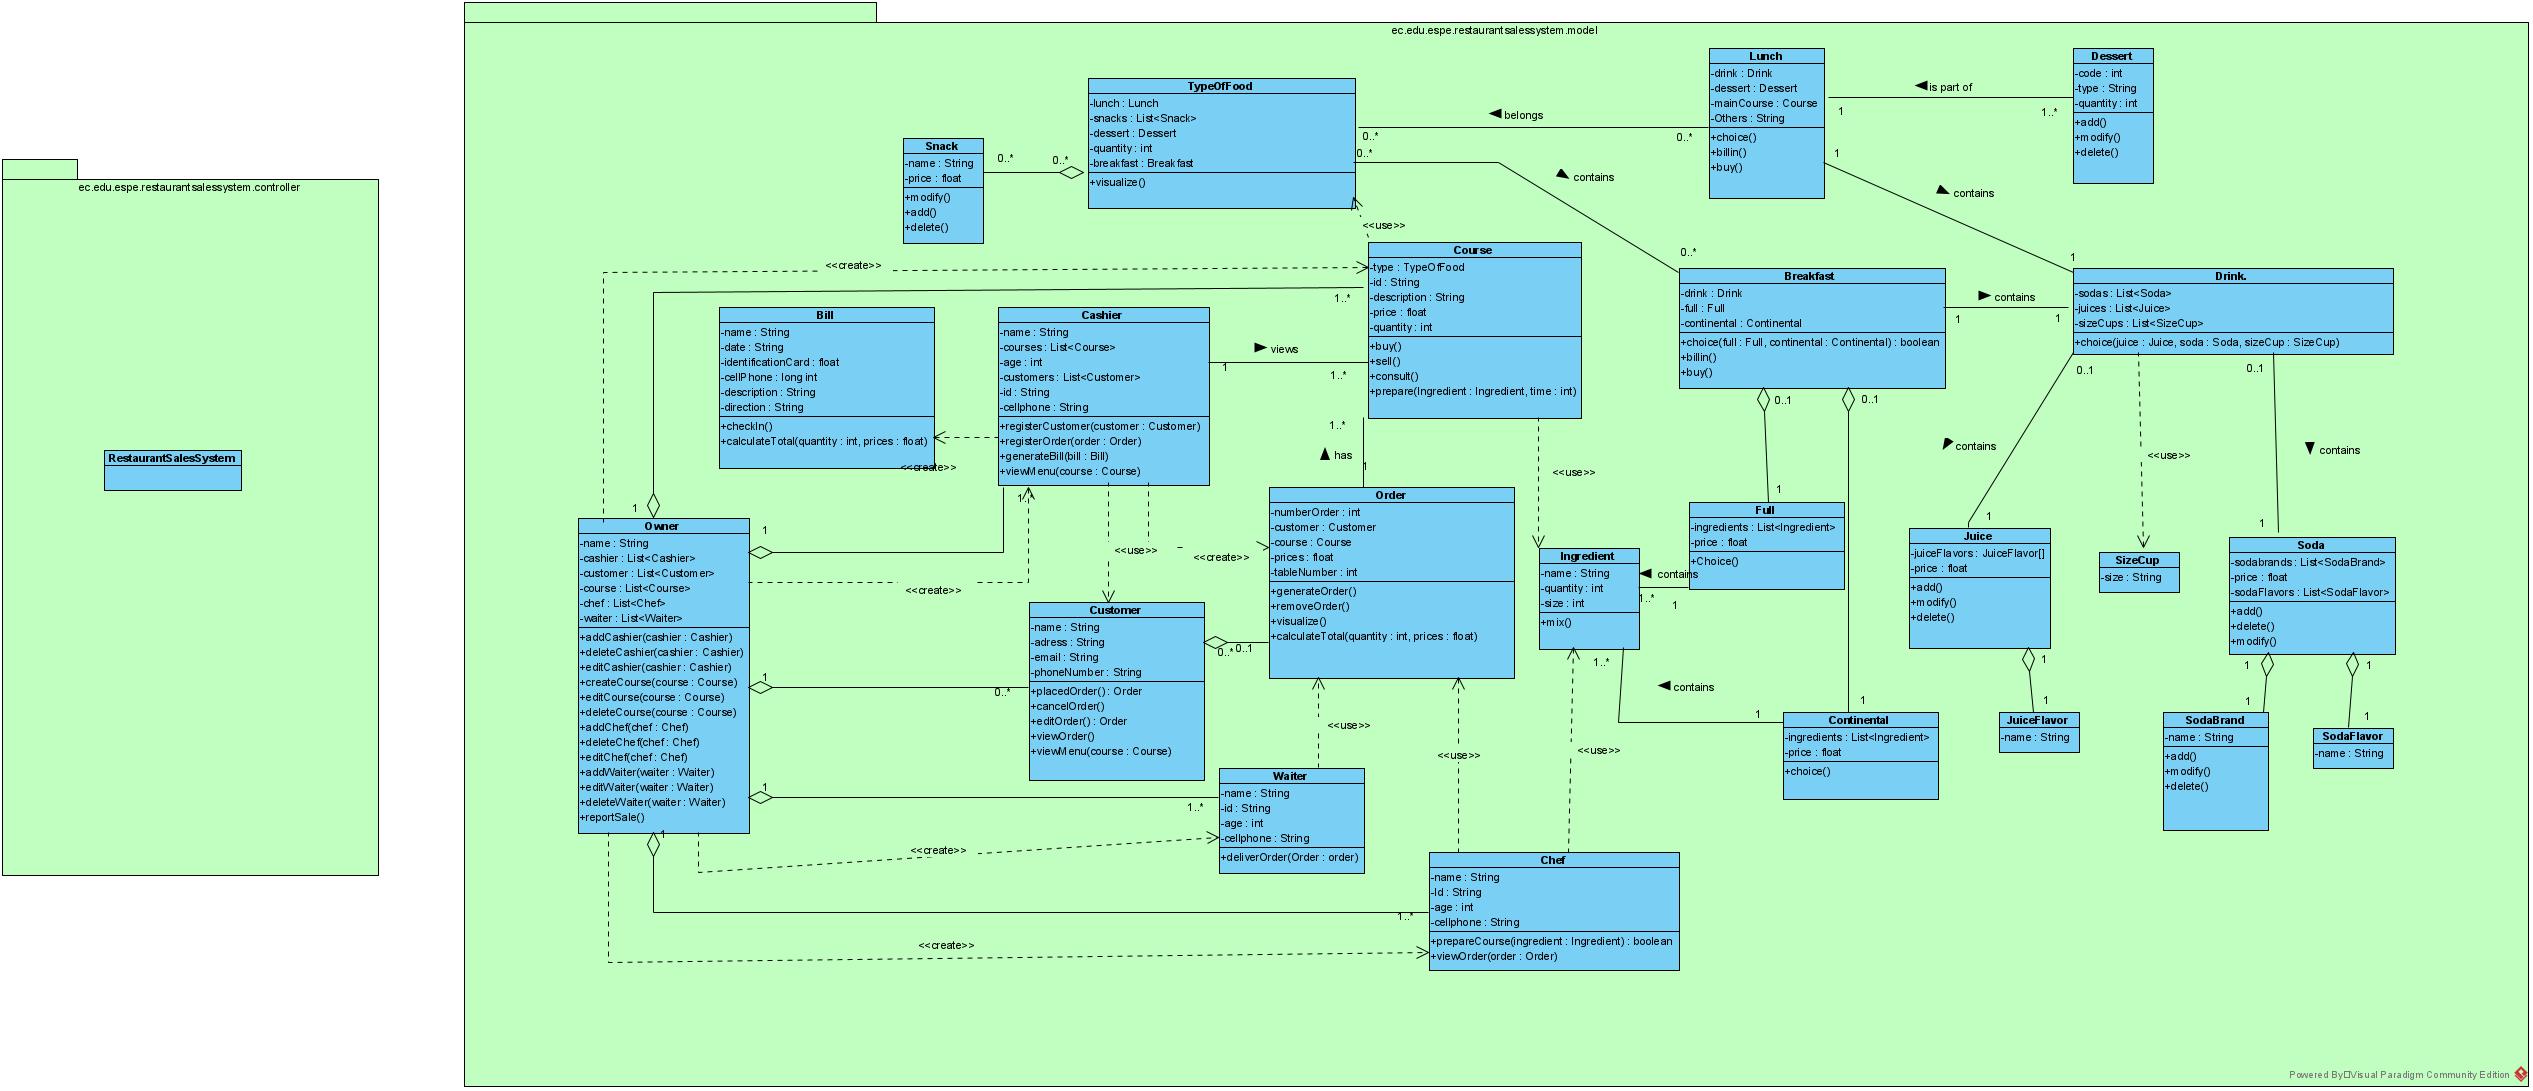 ec.edu.espe.restaurantsalessystem.controller
RestaurantSalesSystem
ec.edu.espe.restaurantsalessystem.model
Snack
-name : String
-price : float
+modify()
+add()
+delete()
0..*
0..*
TypeOfFood
-lunch : Lunch
-snacks : List<Snack>
-dessert : Dessert
-quantity : int
-breakfast : Breakfast
+visualize()
0..*
belongs
0..*
0..*
contains
0..*
Lunch
-drink : Drink
-dessert : Dessert
-mainCourse : Course
-Others : String
+choice()
+billin()
+buy()
1
is part of
1..*
Dessert
-code : int
-type : String
-quantity : int
+add()
+modify()
+delete()
1
contains
1
<<use>>
<<create>>
1..*
Course
-type : TypeOfFood
-id : String
-description : String
-price : float
-quantity : int
+buy()
+sell()
+consult()
+prepare(Ingredient : Ingredient, time : int)
Breakfast
-drink : Drink
-full : Full
-continental : Continental
+choice(full : Full, continental : Continental) : boolean
+billin()
+buy()
contains
1
1
Drink.
-sodas : List<Soda>
-juices : List<Juice>
-sizeCups : List<SizeCup>
+choice(juice : Juice, soda : Soda, sizeCup : SizeCup)
Bill
-name : String
-date : String
-identificationCard : float
-cellPhone : long int
-description : String
-direction : String
+checkIn()
+calculateTotal(quantity : int, prices : float)
<<create>>
Cashier
-name : String
-courses : List<Course>
-age : int
-customers : List<Customer>
-id : String
-cellphone : String
+registerCustomer(customer : Customer)
+registerOrder(order : Order)
+generateBill(bill : Bill)
+viewMenu(course : Course)
views
1
1..*
1..*
has
1
<<use>>
0..1
0..1
0..1
0..1
contains
<<use>>
contains
1
1
1
1
1
1..*
Owner
-name : String
-cashier : List<Cashier>
-customer : List<Customer>
-course : List<Course>
-chef : List<Chef>
-waiter : List<Waiter>
+addCashier(cashier : Cashier)
+deleteCashier(cashier : Cashier)
+editCashier(cashier : Cashier)
+createCourse(course : Course)
+editCourse(course : Course)
+deleteCourse(course : Course)
+addChef(chef : Chef)
+deleteChef(chef : Chef)
+editChef(chef : Chef)
+addWaiter(waiter : Waiter)
+editWaiter(waiter : Waiter)
+deleteWaiter(waiter : Waiter)
+reportSale()
<<create>>
<<use>>
<<create>>
Order
-numberOrder : int
-customer : Customer
-course : Course
-prices : float
-tableNumber : int
+generateOrder()
+removeOrder()
+visualize()
+calculateTotal(quantity : int, prices : float)
Ingredient
-name : String
-quantity : int
-size : int
+mix()
contains
1..*
1
Full
-ingredients : List<Ingredient>
-price : float
+Choice()
Juice
-juiceFlavors : JuiceFlavor[]
-price : float
+add()
+modify()
+delete()
SizeCup
-size : String
Soda
-sodabrands : List<SodaBrand>
-price : float
-sodaFlavors : List<SodaFlavor>
+add()
+delete()
+modify()
Customer
-name : String
-adress : String
-email : String
-phoneNumber : String
+placedOrder() : Order
+cancelOrder()
+editOrder() : Order
+viewOrder()
+viewMenu(course : Course)
0..*
0..1
1
0..*
1..*
contains
1
1
Continental
-ingredients : List<Ingredient>
-price : float
+choice()
1
1
JuiceFlavor
-name : String
1
1
1
1
SodaBrand
-name : String
+add()
+modify()
+delete()
SodaFlavor
-name : String
<<use>>
<<use>>
<<use>>
1
1..*
Waiter
-name : String
-id : String
-age : int
-cellphone : String
+deliverOrder(Order : order)
1
<<create>>
1..*
<<create>>
Chef
-name : String
-Id : String
-age : int
-cellphone : String
+prepareCourse(ingredient : Ingredient) : boolean
+viewOrder(order : Order)
Powered By Visual Paradigm Community Edition